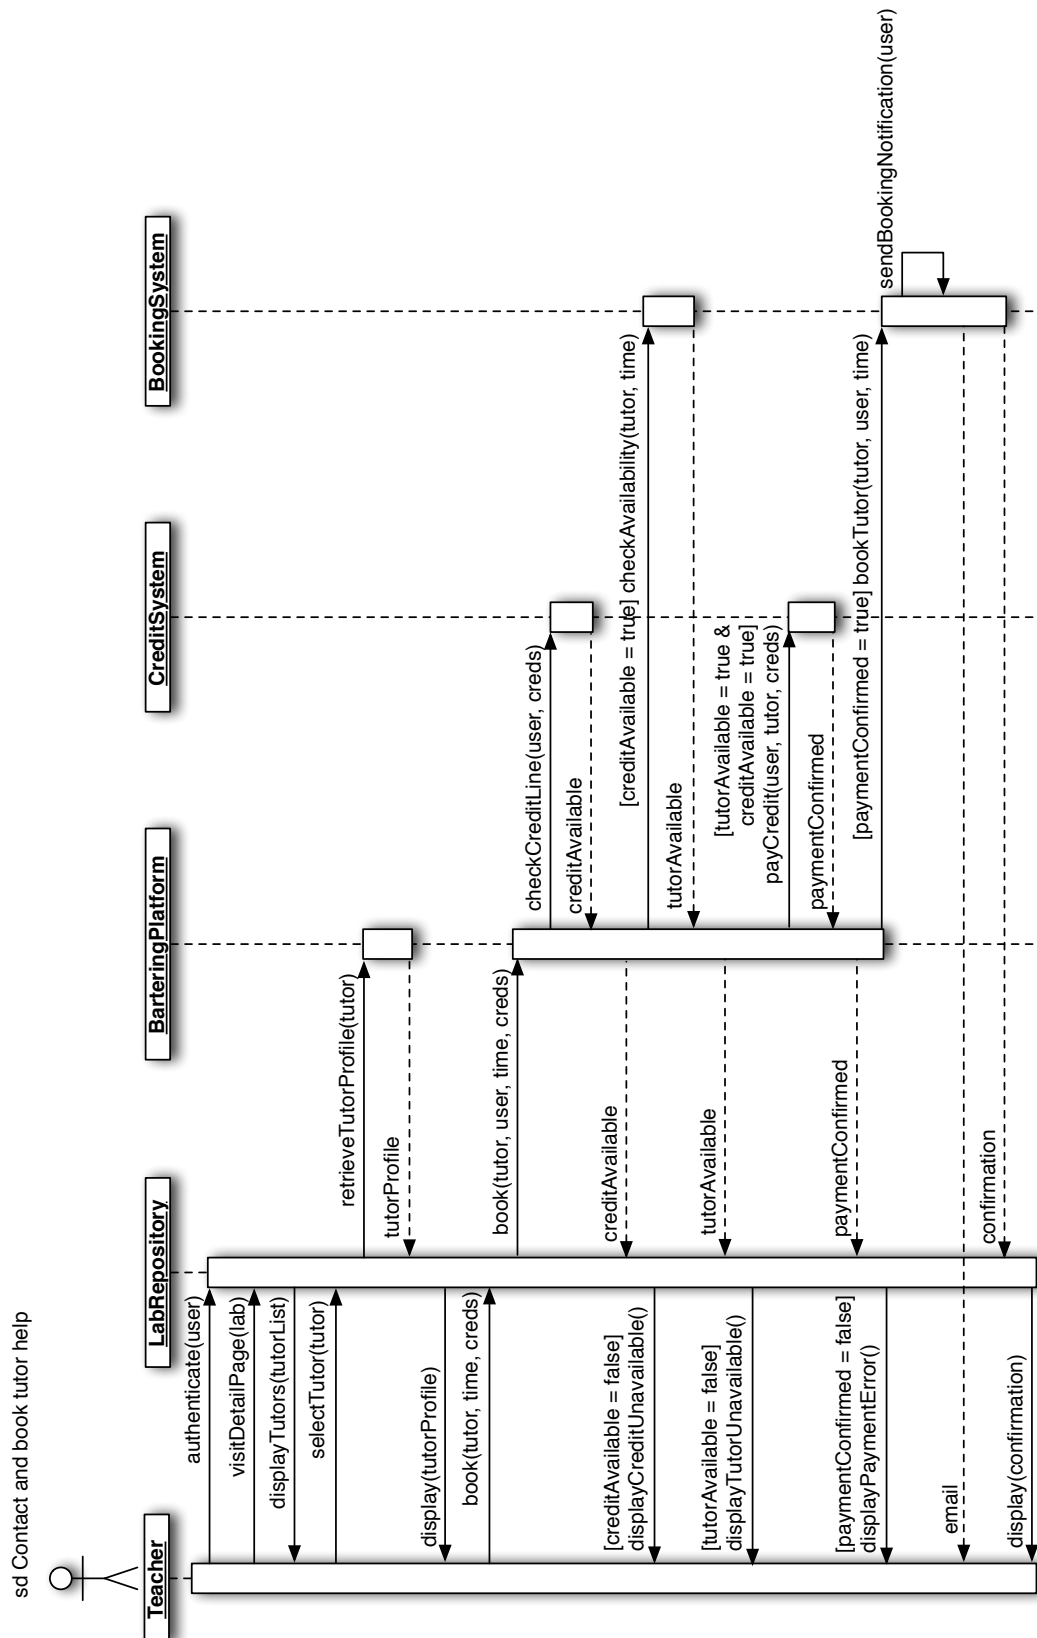 sd Contact and book tutor help
Teacher
LabRepository
BarteringPlatform
CreditSystem
BookingSystem
authenticate(user)
visitDetailPage(lab)
displayTutors(tutorList)
selectTutor(tutor)
retrieveTutorProfile(tutor)
tutorProfile
display(tutorProfile)
book(tutor, time, creds)
book(tutor, user, time, creds)
checkCreditLine(user, creds)
creditAvailable
creditAvailable
[creditAvailable = false]
displayCreditUnavailable()
[creditAvailable = true] checkAvailability(tutor, time)
tutorAvailable
tutorAvailable
[tutorAvailable = false]
displayTutorUnavailable()
[tutorAvailable = true &
creditAvailable = true]
payCredit(user, tutor, creds)
paymentConfirmed
paymentConfirmed
[paymentConfirmed = false]
displayPaymentError()
[paymentConfirmed = true] bookTutor(tutor, user, time)
sendBookingNotification(user)
email
confirmation
display(confirmation)